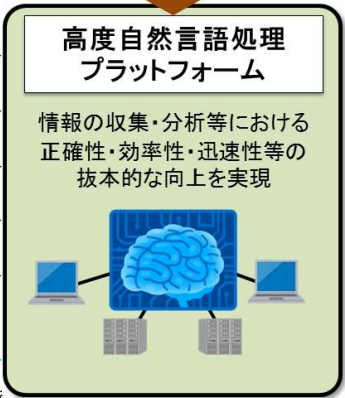 高度自然言語処理
プラットフォーム
情報の収集・分析等における
正確性・効率性・迅速性等の
抜本的な向上を実現